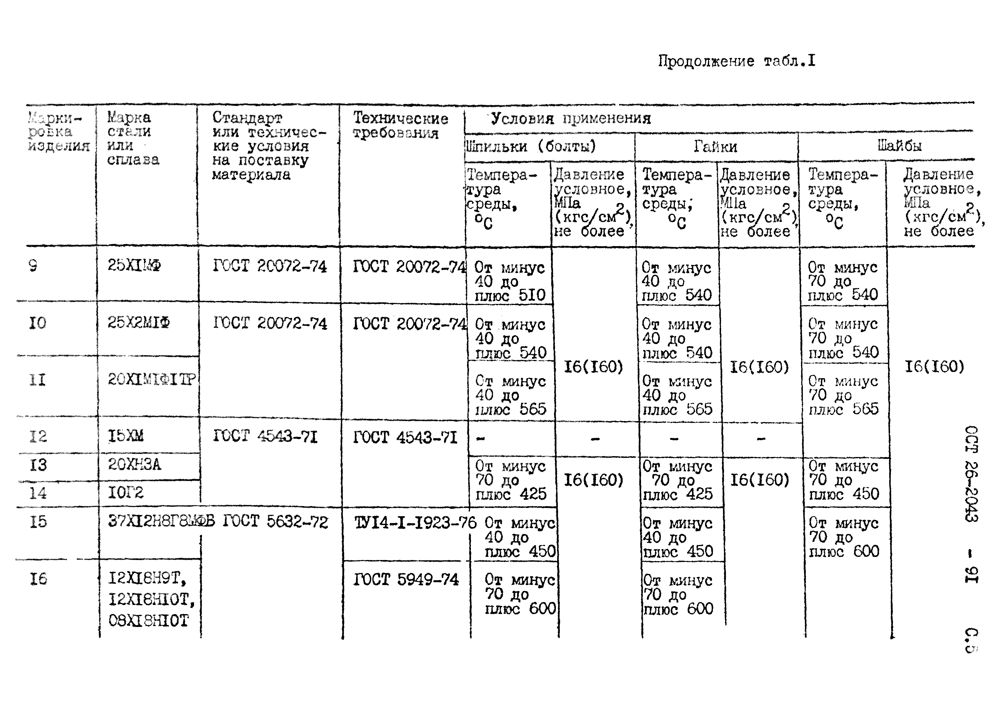 Продолжение табл.I
Марки-
ровка
изделия
Марка
стали
или
сплава
Стандарт
или техничес-
кие условия
на поставку
материала
Технические
требования
Условия применения
Шпильки (болты)
Гайки
Шайбы
Темпера-
тура
среды,
°С
Давление
условное,
МПа
(кгс/см²),
не более
Темпера-
тура
среды,
°С
Давление
условное,
МПа
(кгс/см²),
не более
Темпера-
тура
среды,
°С
Давление
условное,
МПа
(кгс/см²),
не более
9
25ХIМФ
ГОСТ 20072-74
ГОСТ 20072-74
От минус
40 до
плюс 5I0
От минус
40 до
плюс 540
От минус
70 до
плюс 540
I0
25Х2МIФ
ГОСТ 20072-74
ГОСТ 20072-74
От минус
40 до
плюс 540
От минус
40 до
плюс 540
От минус
70 до
плюс 540
I6(I60)
I6(I60)
I6(I60)
II
20ХIМIФIТР
От минус
40 до
плюс 565
От минус
40 до
плюс 565
От минус
70 до
плюс 565
I2
I5ХМ
ГОСТ 4543-7I
ГОСТ 4543-7I
-
-
-
-
I3
20ХН3А
От минус
70 до
плюс 425
I6(I60)
От минус
70 до
плюс 425
I6(I60)
От минус
70 до
плюс 450
I4
I0Г2
I5
37ХI2Н8Г8МФБ
ГОСТ 5632-72
ТУI4-I-I923-76
От минус
40 до
плюс 450
От минус
40 до
плюс 450
От минус
70 до
плюс 600
I6
I2ХI8Н9Т,
I2ХI8НI0Т,
08ХI8НI0Т
ГОСТ 5949-74
От минус
70 до
плюс 600
От минус
70 до
плюс 600
ОСТ 26-2043 - 9I С.5